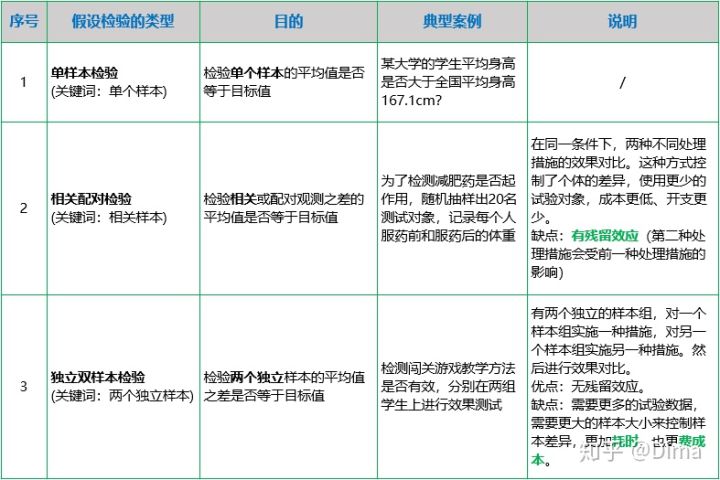 序号 假设检验的类型 目的 典型案例 说明
1
单样本检验
(关键词：单个样本)
检验单个样本的平均值是否
等于目标值
某大学的学生平均身高
是否大于全国平均身高
167.1cm?
/
2
相关配对检验
(关键词：相关样本)
检验相关或配对观测之差的
平均值是否等于目标值
为了检测减肥药是否起
作用，随机抽样出20名
测试对象，记录每个人
服药前和服药后的体重
在同一条件下，两种不同处理
措施的效果对比。这种方式控
制了个体的差异，使用更少的
试验对象，成本更低、开支更
少。
缺点：有残留效应（第二种处
理措施会受前一种处理措施的
影响）
3
独立双样本检验
(关键词：两个独立样本)
检验两个独立样本的平均值
之差是否等于目标值
检测闯关游戏教学方法
是否有效，分别在两组
学生上进行效果测试
有两个独立的样本组，对一个
样本组实施一种措施，对另一
个样本组实施另一种措施。然
后进行效果对比。
优点：无残留效应。
缺点：需要更多的试验数据，
需要更大的样本大小来控制样
本差异，更加耗时，也更费成
本。
知乎 @Dima